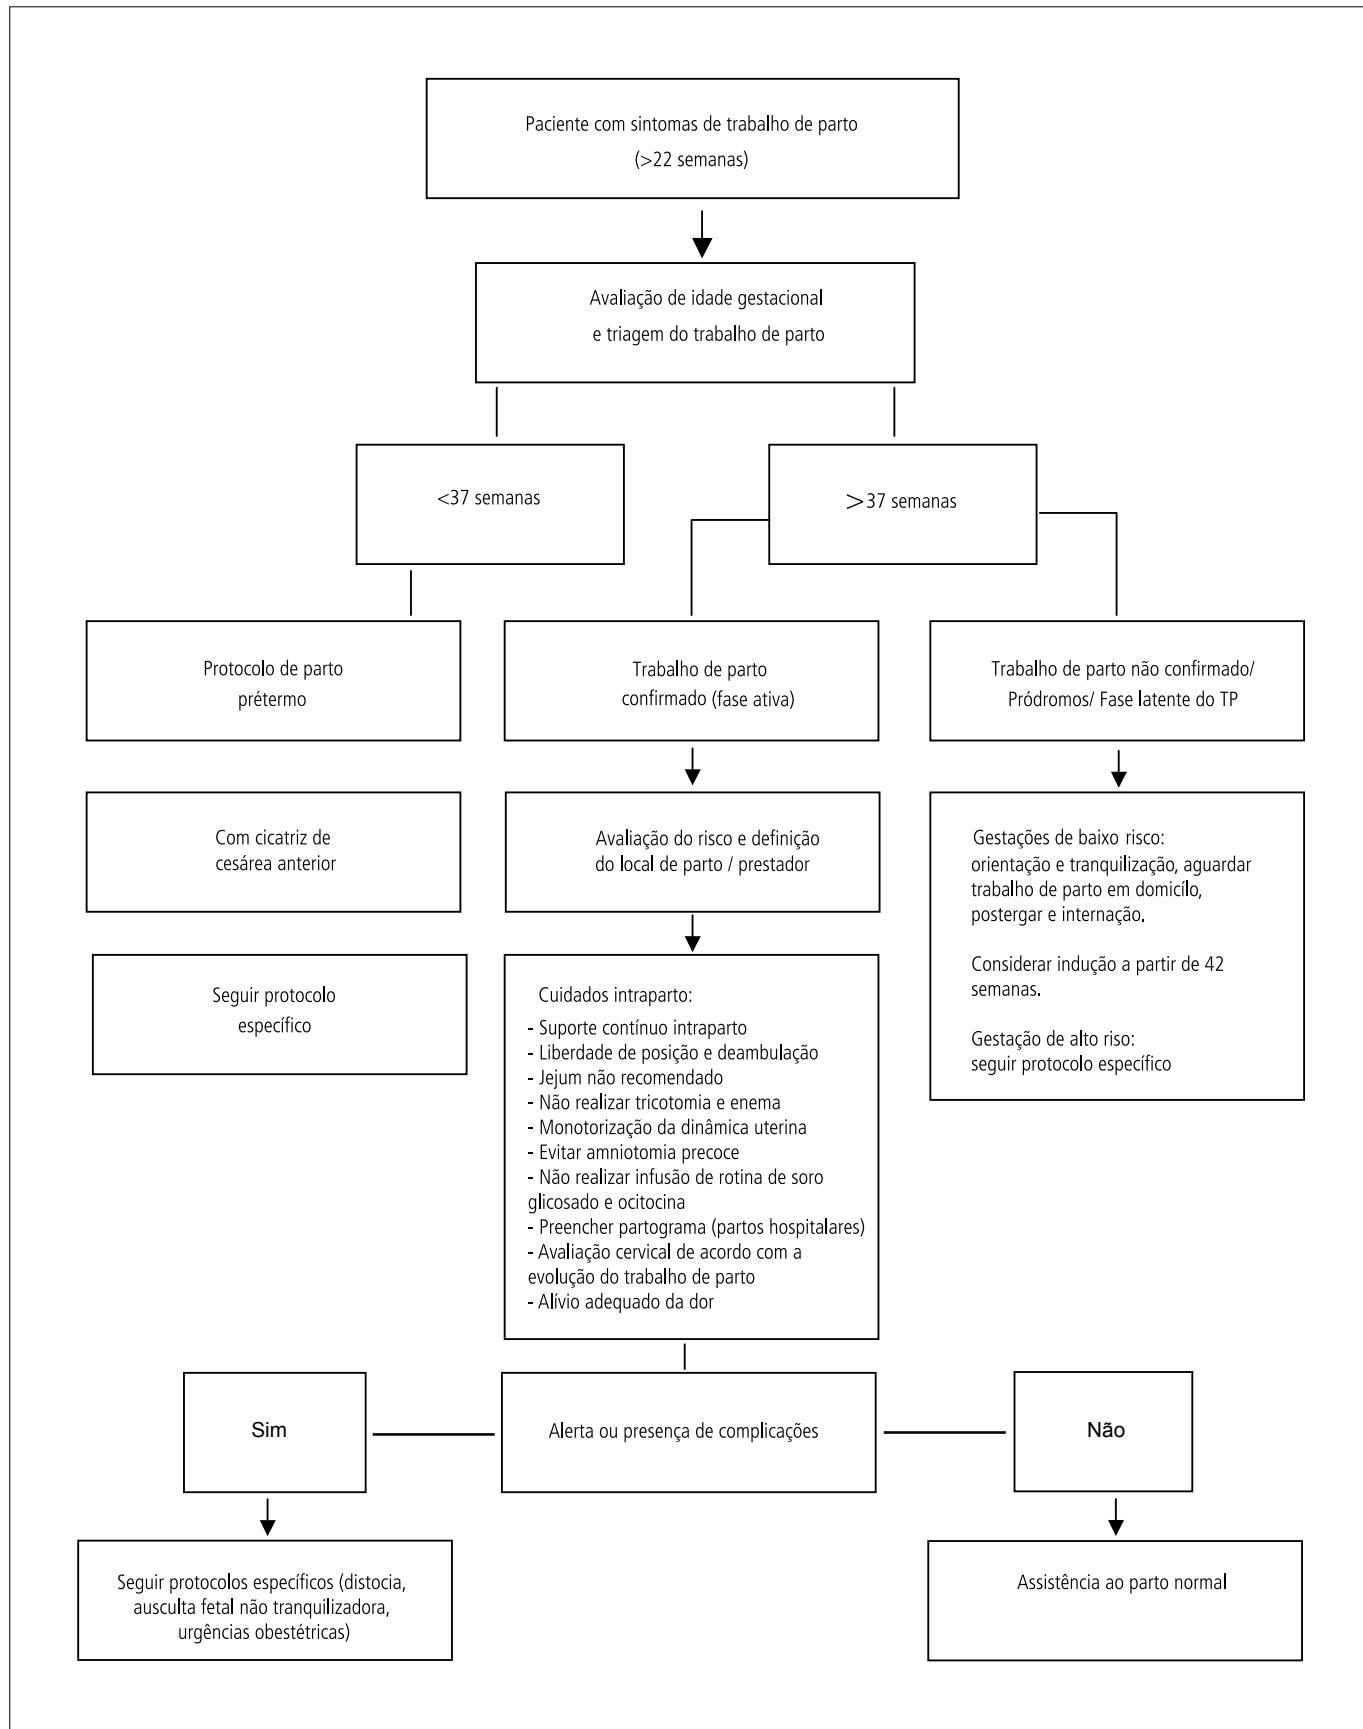 Paciente com sintomas de trabalho de parto
(>22 semanas)
Avaliação de idade gestacional
e triagem do trabalho de parto
<37 semanas
>37 semanas
Protocolo de parto
prétermo
Trabalho de parto
confirmado (fase ativa)
Trabalho de parto não confirmado/
Pródromos/ Fase latente do TP
Com cicatriz de
cesárea anterior
Avaliação do risco e definição
do local de parto / prestador
Gestações de baixo risco:
orientação e tranquilização, aguardar
trabalho de parto em domicílo,
postergar e internação.
Considerar indução a partir de 42
semanas.
Gestação de alto riso:
seguir protocolo específico
Seguir protocolo
específico
Cuidados intraparto:
- Suporte contínuo intraparto
- Liberdade de posição e deambulação
- Jejum não recomendado
- Não realizar tricotomia e enema
- Monotorização da dinâmica uterina
- Evitar amniotomia precoce
- Não realizar infusão de rotina de soro
glicosado e ocitocina
- Preencher partograma (partos hospitalares)
- Avaliação cervical de acordo com a
evolução do trabalho de parto
- Alívio adequado da dor
Sim
Alerta ou presença de complicações
Não
Seguir protocolos específicos (distocia,
ausculta fetal não tranquilizadora,
urgências obestétricas)
Assistência ao parto normal